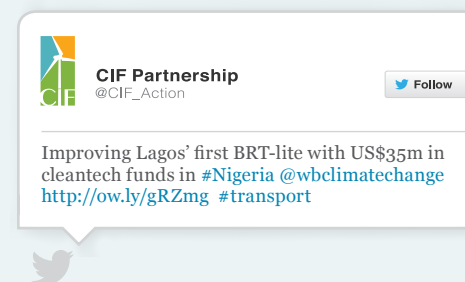 CIF
CIF Partnership
@CIF_Action
Follow
Improving Lagos’ first BRT-lite with US$35m in
cleantech funds in #Nigeria @wbclimatechange
http://ow.ly/gRZmg #transport